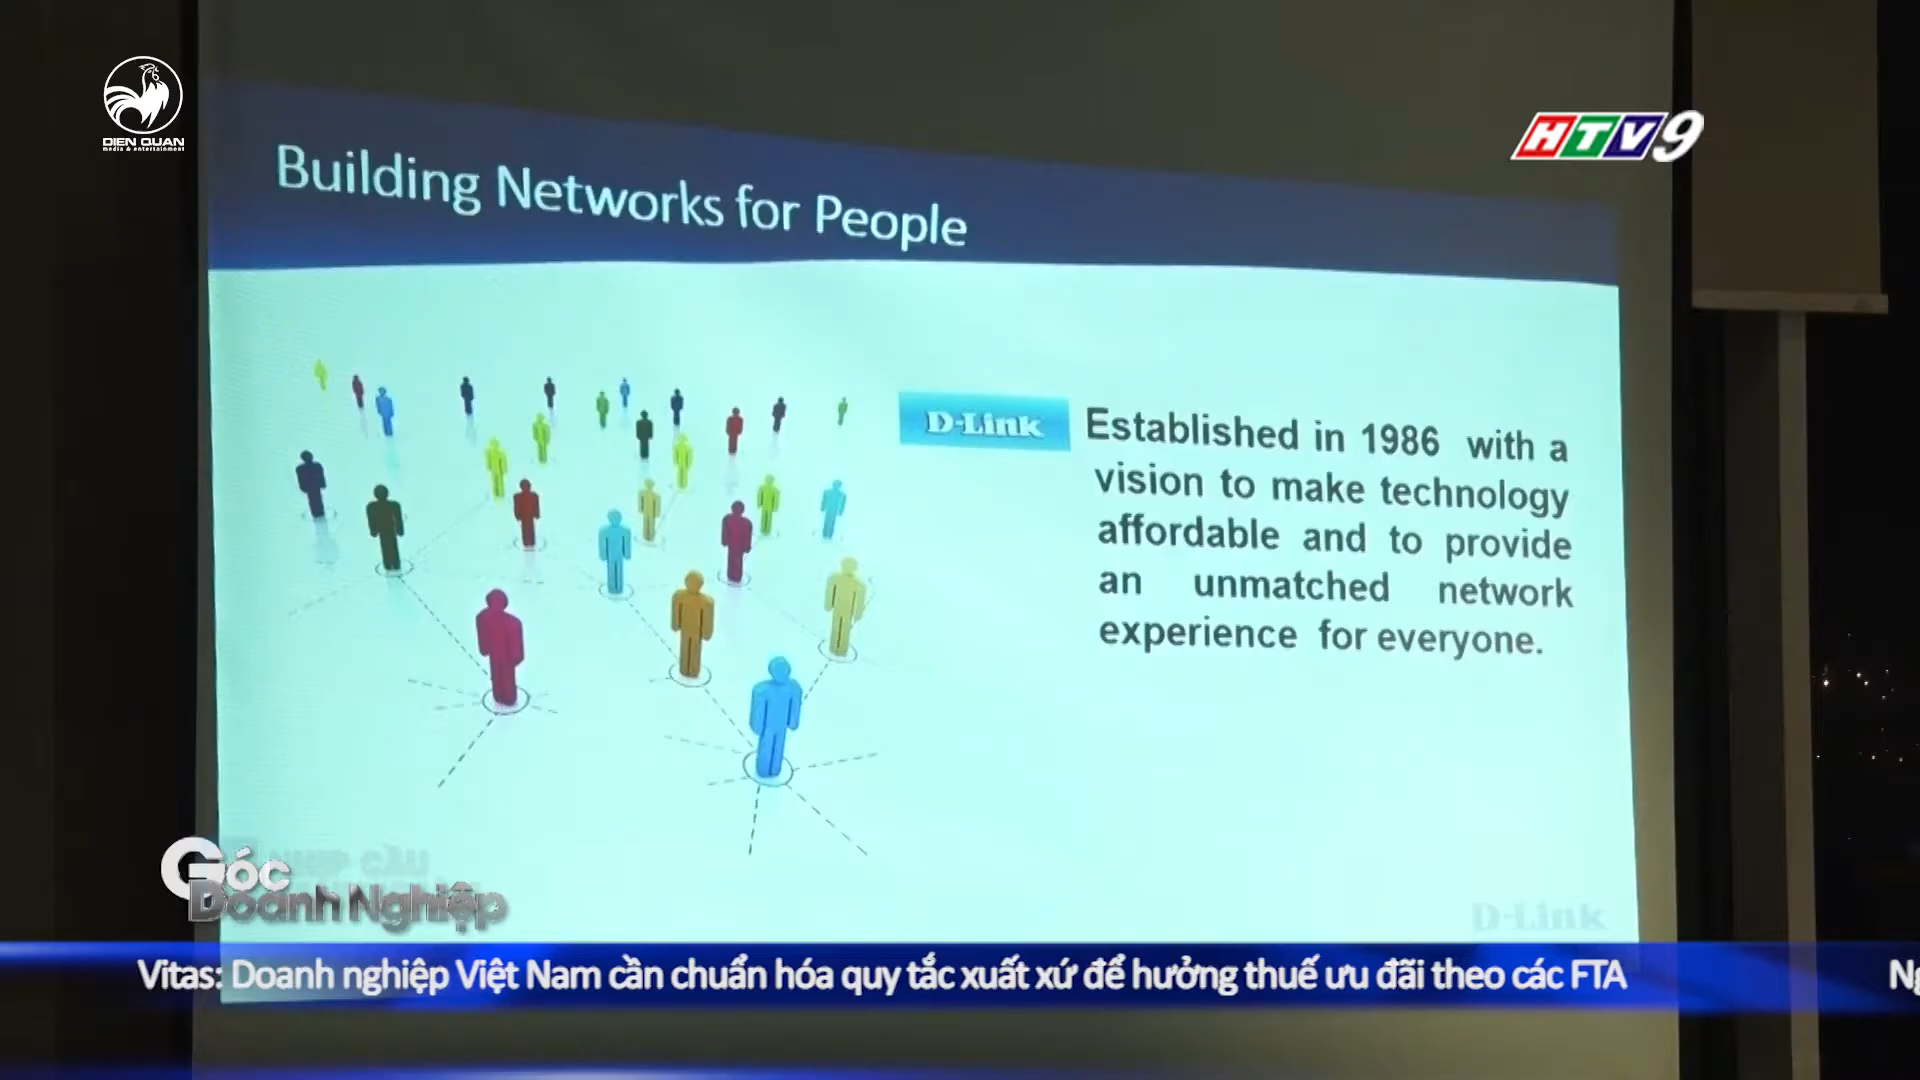 DIEN QUAN
media & entertainment
HTV9
Building Networks for People
D-Link
Established in 1986 with a
vision to make technology
affordable and to provide
an unmatched network
experience for everyone.
Góc
Doanh Nghiệp
D-Link
Vitas: Doanh nghiệp Việt Nam cần chuẩn hóa quy tắc xuất xứ để hưởng thuế ưu đãi theo các FTA